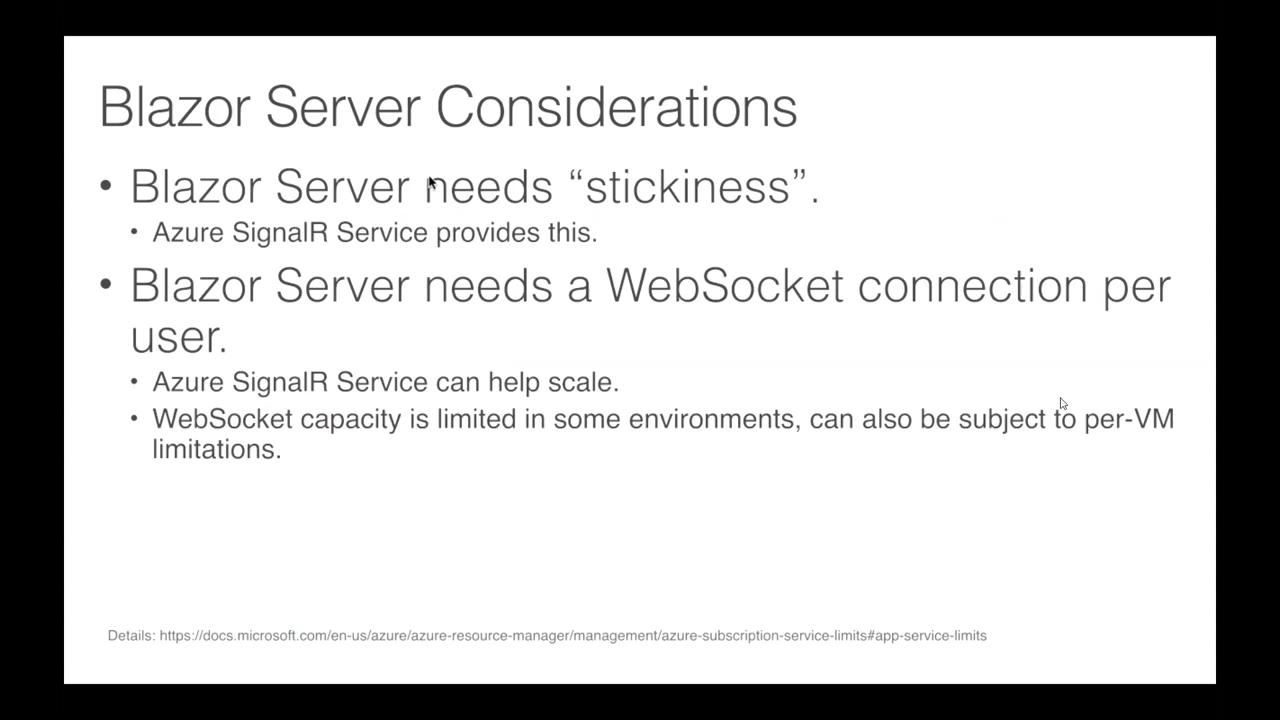 Blazor Server Considerations
• Blazor Server needs “stickiness”.
• Azure SignalR Service provides this.
• Blazor Server needs a WebSocket connection per
user.
• Azure SignalR Service can help scale.
• WebSocket capacity is limited in some environments, can also be subject to per-VM
limitations.
Details: https://docs.microsoft.com/en-us/azure/azure-resource-manager/management/azure-subscription-service-limits#app-service-limits